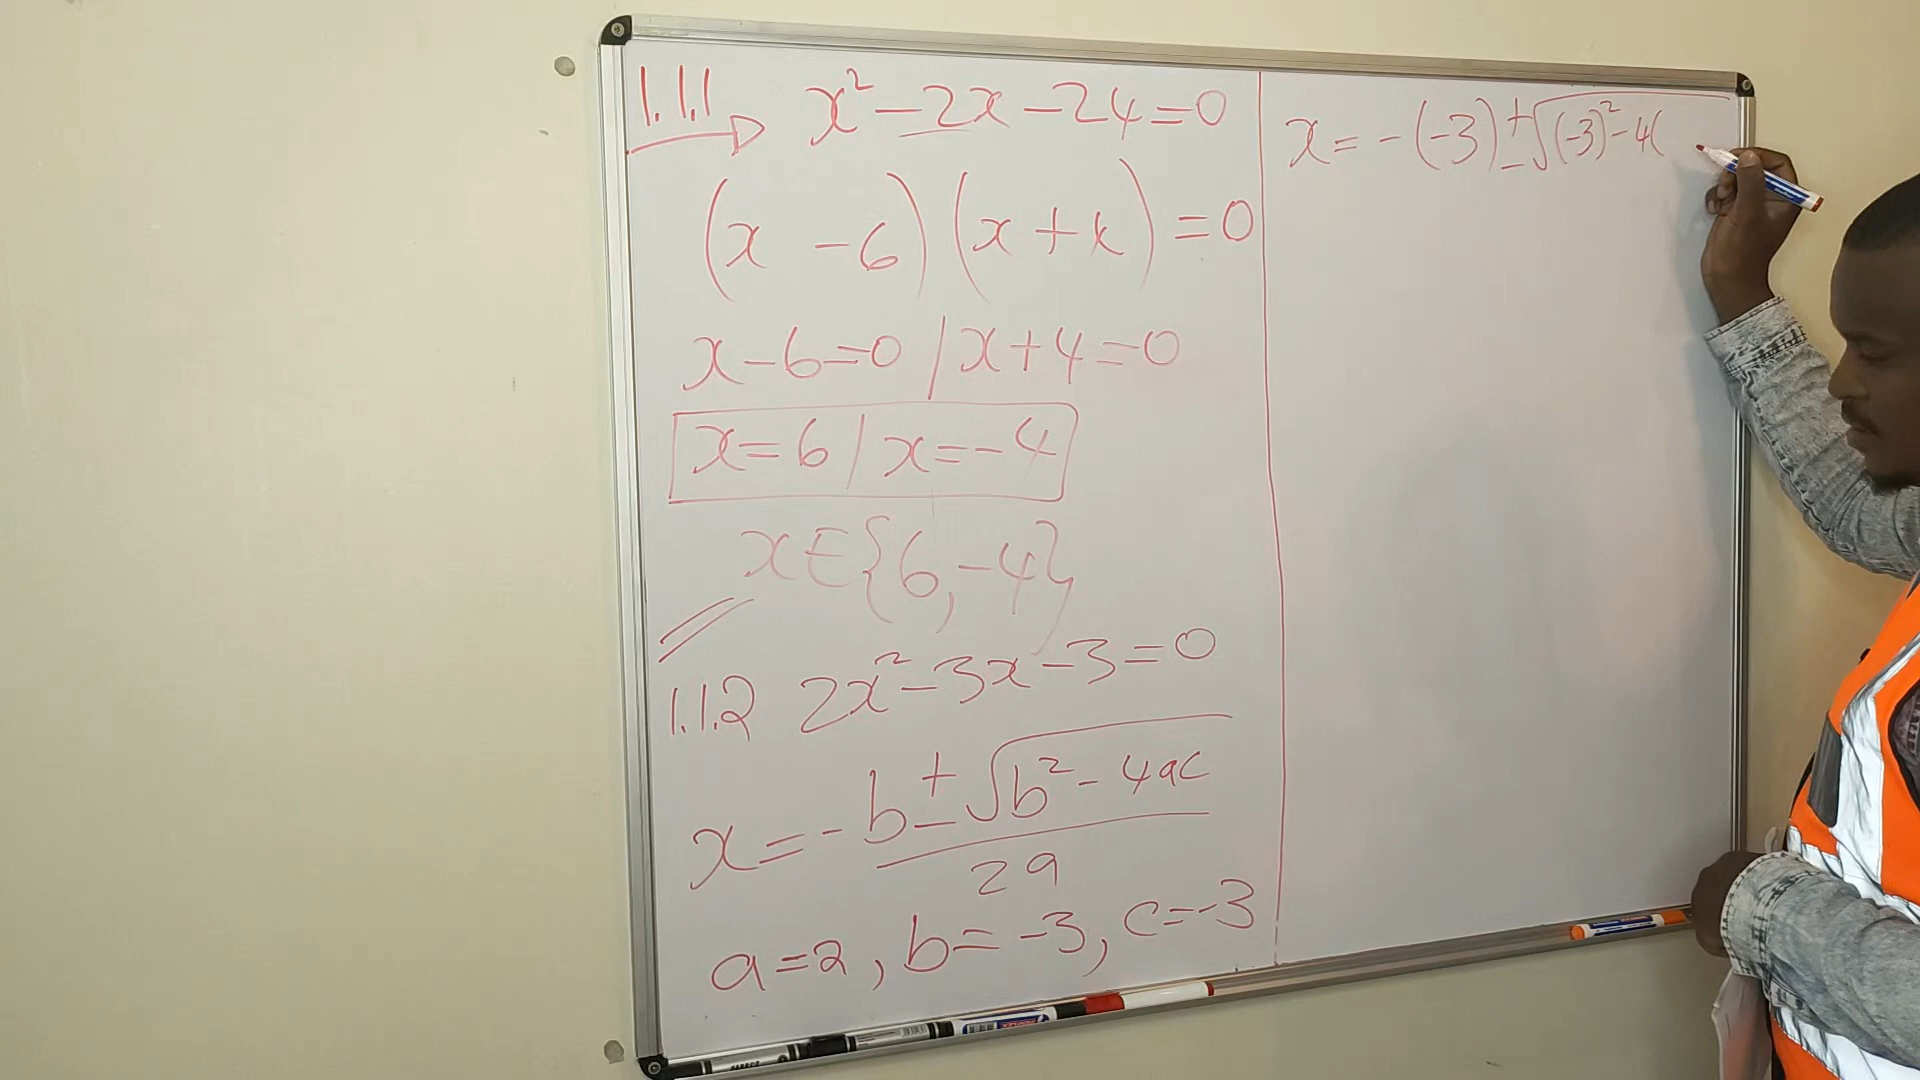 1.1.1 x² - 2x - 24 = 0
(x - 6)(x + k) = 0
x - 6 = 0 / x + 4 = 0
x = 6 / x = -4
x ∈ {6, -4}
1.1.2 2x² - 3x - 3 = 0
x = -b ± √b² - 4ac
2a
a = 2, b = -3, c = -3
x = -(-3) ± √(-3)² - 4(